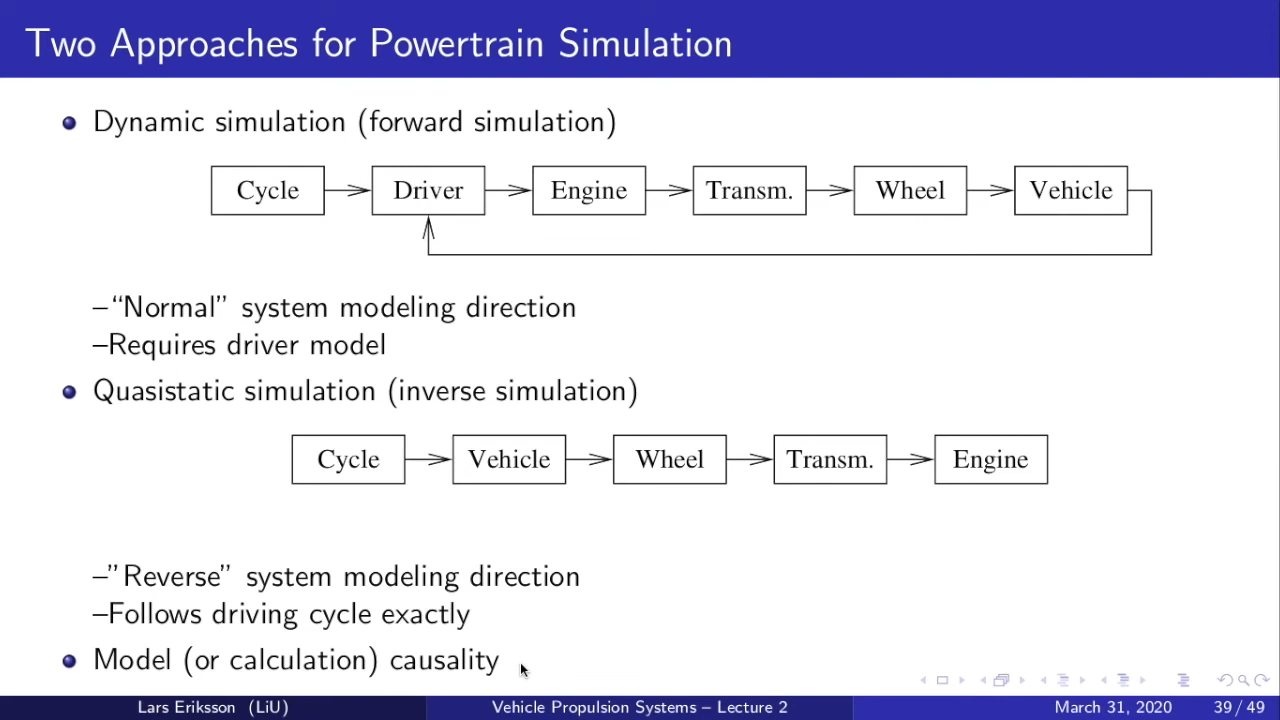 Two Approaches for Powertrain Simulation
Dynamic simulation (forward simulation)
Cycle Driver Engine Transm. Wheel Vehicle
–“Normal” system modeling direction
–Requires driver model
Quasistatic simulation (inverse simulation)
Cycle Vehicle Wheel Transm. Engine
–”Reverse” system modeling direction
–Follows driving cycle exactly
Model (or calculation) causality
Lars Eriksson (LiU) Vehicle Propulsion Systems – Lecture 2 March 31, 2020 39 / 49